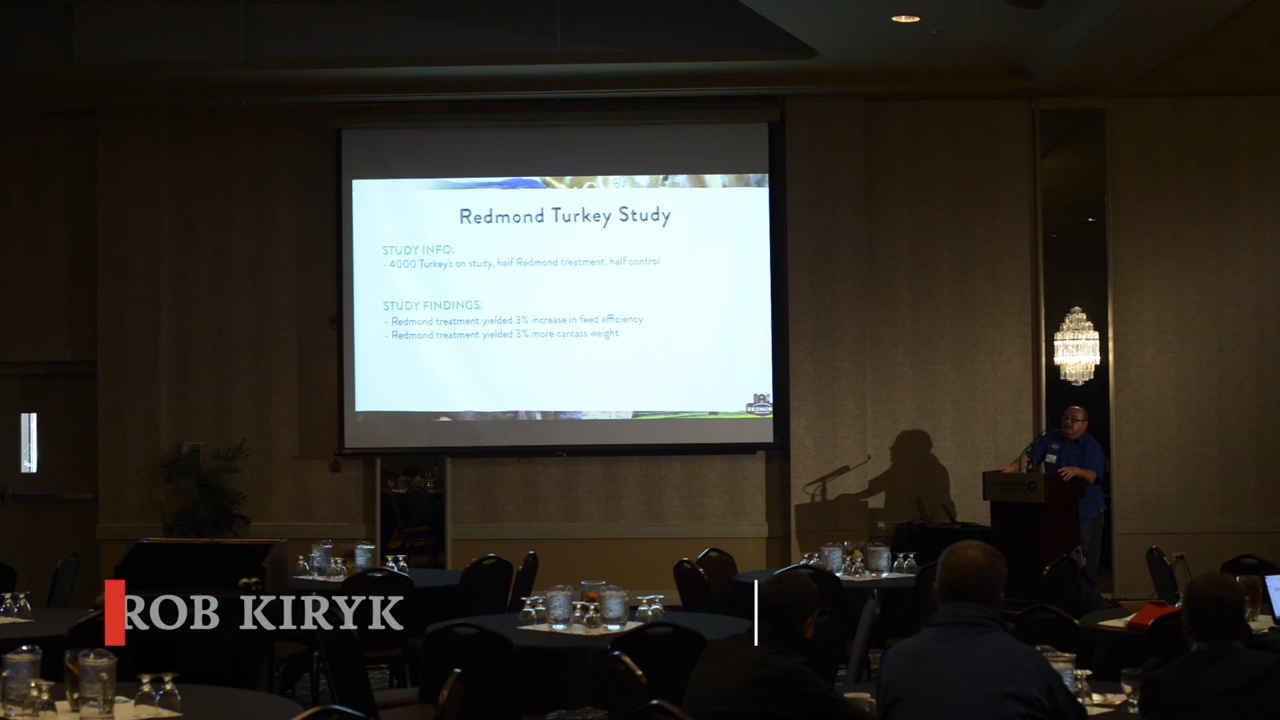 Redmond Turkey Study
STUDY INFO:
- 4000 Turkey's on study, half Redmond treatment, half control
STUDY FINDINGS:
- Redmond treatment yielded 3% increase in feed efficiency
- Redmond treatment yielded 3% more carcass weight
REDMOND
ROB KIRYK